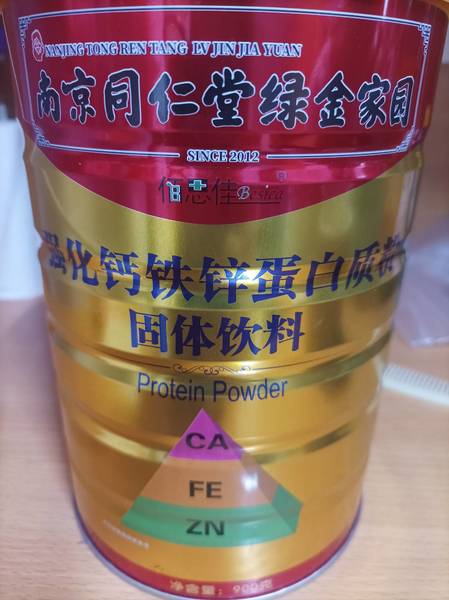 NANJING TONG REN TANG LV JIN JIA YUAN
南京同仁堂绿金家园
SINCE 2012
佰思佳 Besica
强化钙铁锌蛋白质粉
固体饮料
Protein Powder
CA
FE
ZN
净含量：900克